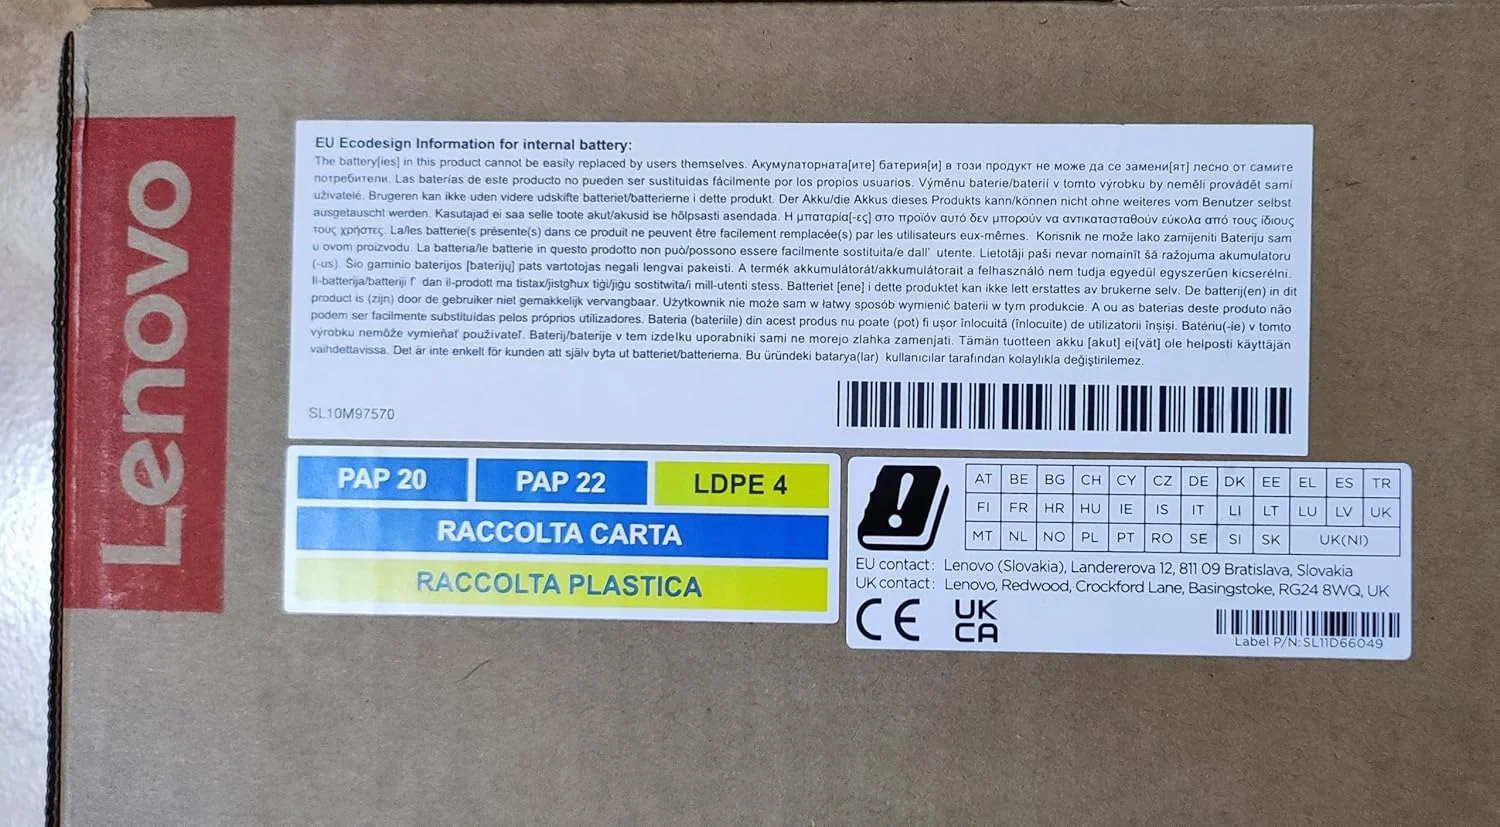 Lenovo
EU Ecodesign Information for internal battery:
The battery[ies] in this product cannot be easily replaced by users themselves. Акумулаторната[ите] батерия[и] в този продукт не може да се замени[ят] лесно от самите
потребители. Las baterías de este producto no pueden ser sustituidas fácilmente por los propios usuarios. Výměnu baterie/baterií v tomto výrobku by neměli provádět sami
uživatelé. Brugeren kan ikke uden videre udskifte batteriet/batterierne i dette produkt. Der Akku/die Akkus dieses Produkts kann/können nicht ohne weiteres vom Benutzer selbst
ausgetauscht werden. Kasutajad ei saa selle toote akut/akusid ise hõlpsasti asendada. Η μπαταρία[-ες] στο προϊόν αυτό δεν μπορούν να αντικατασταθούν εύκολα από τους ίδιους
τους χρήστες. La/les batterie(s présente(s) dans ce produit ne peuvent être facilement remplacée(s) par les utilisateurs eux-mêmes. Korisnik ne može lako zamijeniti Bateriju sam
u ovom proizvodu. La batteria/le batterie in questo prodotto non può/possono essere facilmente sostituita/e dall' utente. Lietotāji paši nevar nomainīt šā ražojuma akumulatoru
(-us). Šio gaminio baterijos [baterijų] pats vartotojas negali lengvai pakeisti. A termék akkumulátorát/akkumulátorait a felhasználó nem tudja egyedül egyszerűen kicserélni.
Il-batterija/batteriji f' dan il-prodott ma tistax/jistgħux tiġi/jiġu sostitwita/i mill-utenti stess. Batteriet [ene] i dette produktet kan ikke lett erstattes av brukerne selv. De batterij(en) in dit
product is (zijn) door de gebruiker niet gemakkelijk vervangbaar. Użytkownik nie może sam w łatwy sposób wymienić baterii w tym produkcie. A ou as baterias deste produto não
podem ser facilmente substituídas pelos próprios utilizadores. Bateria (bateriile) din acest produs nu poate (pot) fi ușor înlocuită (înlocuite) de utilizatorii înșiși. Batériu(-ie) v tomto
výrobku nemôže vymieňať používateľ. Baterij/baterije v tem izdelku uporabniki sami ne morejo zlahka zamenjati. Tämän tuotteen akku [akut] ei[vät] ole helposti käyttäjän
vaihdettavissa. Det är inte enkelt för kunden att själv byta ut batteriet/batterierna. Bu üründeki batarya(lar) kullanıcılar tarafından kolaylıkla değiştirilemez.
SL10M97570
PAP 20 PAP 22 LDPE 4
RACCOLTA CARTA
RACCOLTA PLASTICA
AT BE BG CH CY CZ DE DK EE EL ES TR
FI FR HR HU IE IS IT LI LT LU LV UK
MT NL NO PL PT RO SE SI SK UK(NI)
EU contact: Lenovo (Slovakia), Landererova 12, 811 09 Bratislava, Slovakia
UK contact: Lenovo, Redwood, Crockford Lane, Basingstoke, RG24 8WQ, UK
CE UK
CA
Label P/N: SL11D66049